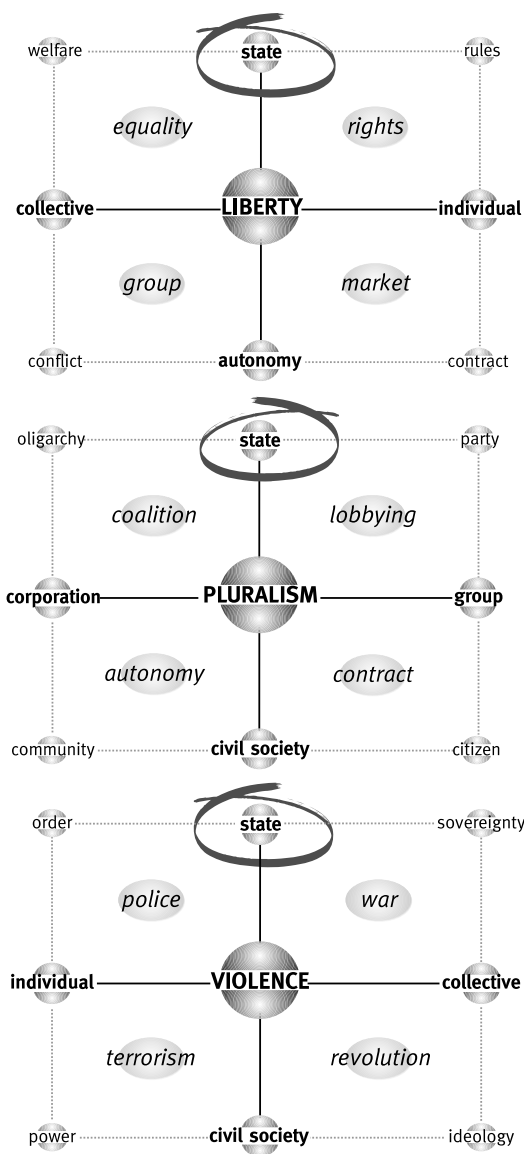 welfare state rules
equality rights
collective LIBERTY individual
group market
conflict autonomy contract
oligarchy state party
coalition lobbying
corporation PLURALISM group
autonomy contract
community civil society citizen
order state sovereignty
police war
individual VIOLENCE collective
terrorism revolution
power civil society ideology